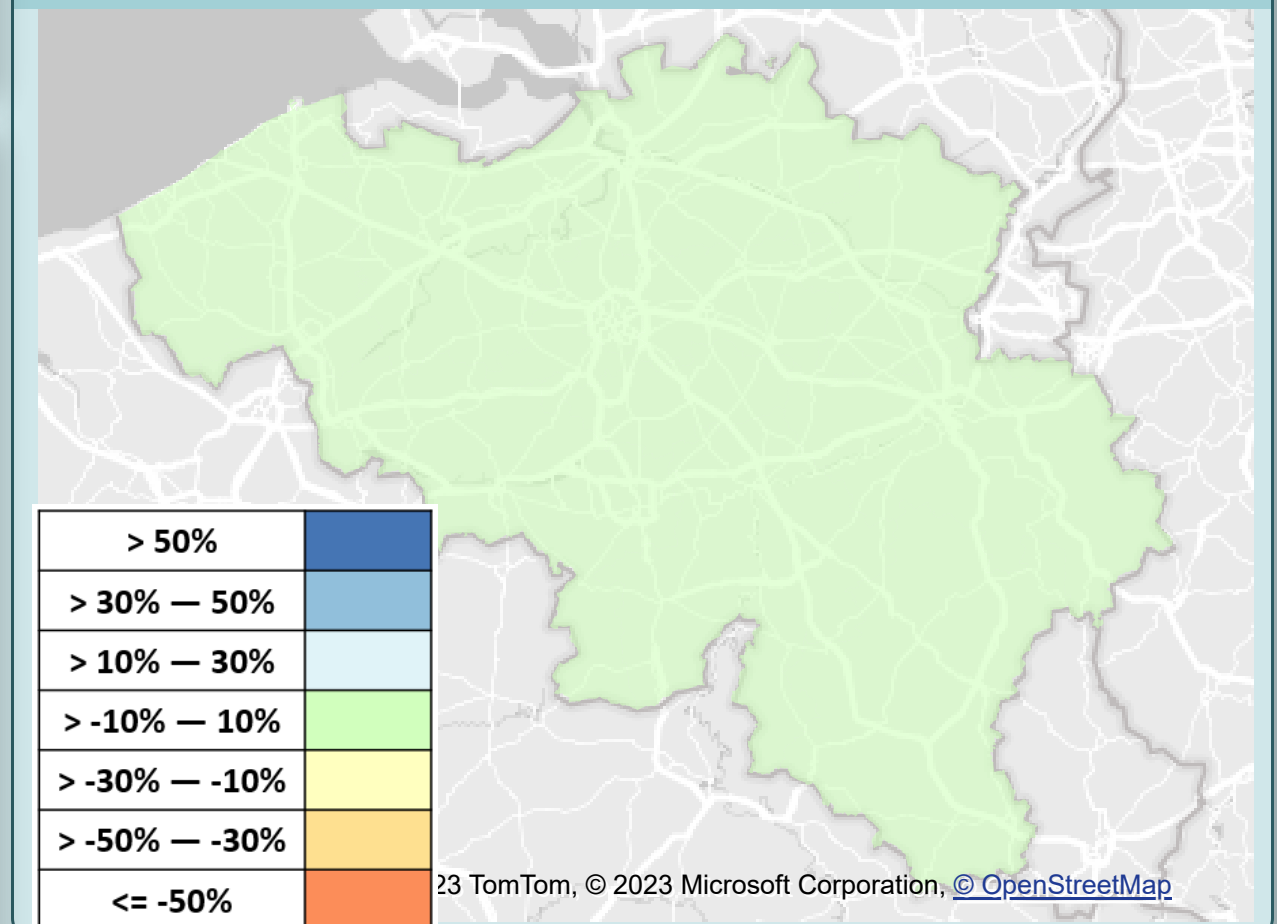 > 50%
> 30% — 50%
> 10% — 30%
> -10% — 10%
> -30% — -10%
> -50% — -30%
<= -50%
23 TomTom, © 2023 Microsoft Corporation, © OpenStreetMap